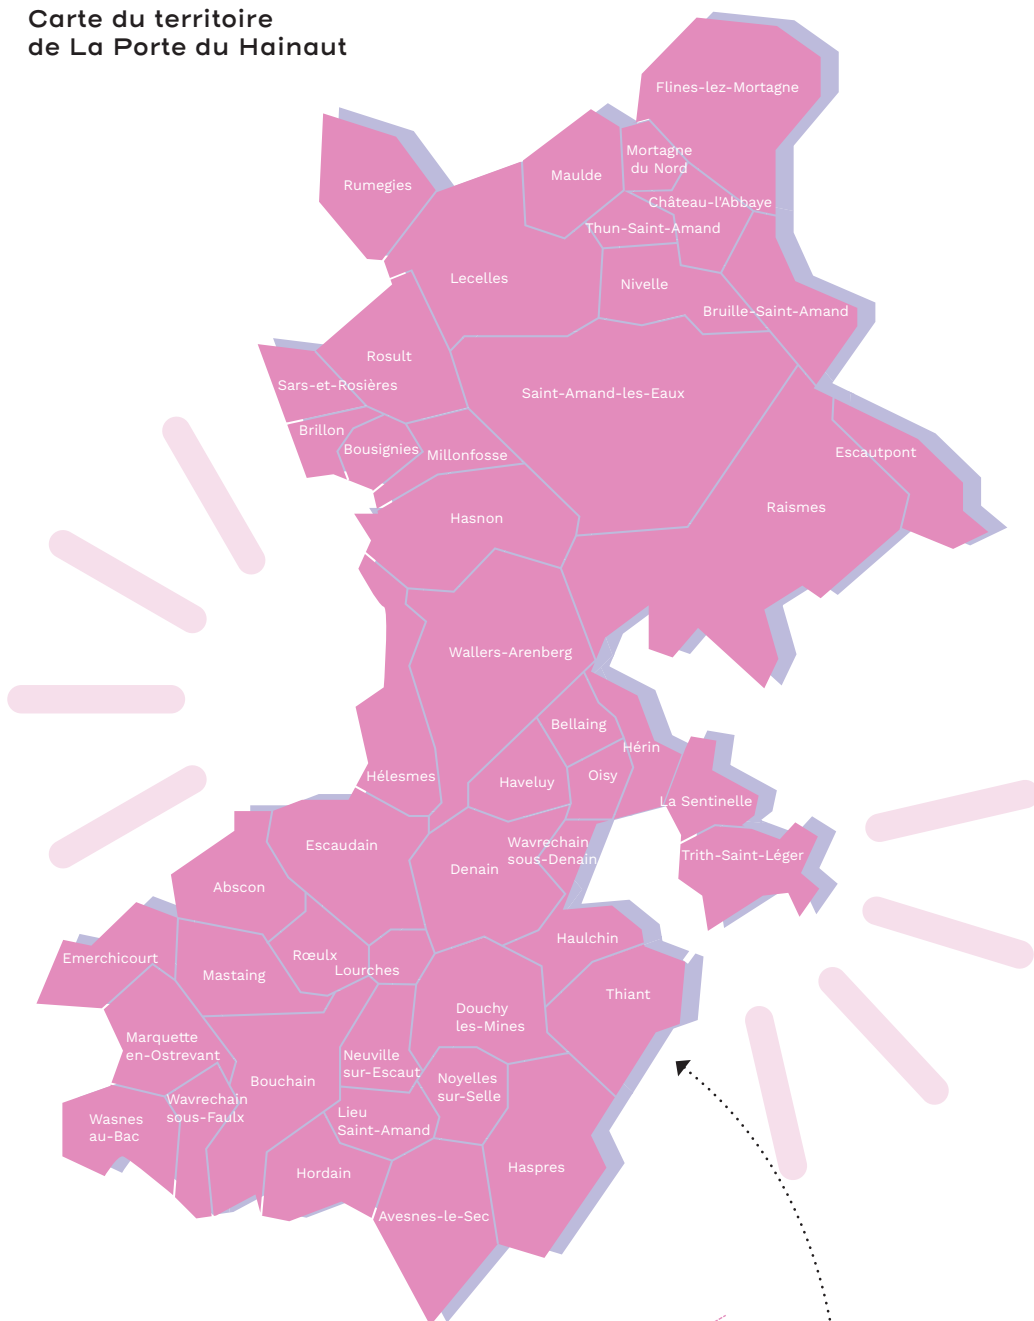 Carte du territoire
de La Porte du Hainaut
Flines-lez-Mortagne
Mortagne
du Nord
Maulde
Rumegies
Château-l'Abbaye
Thun-Saint-Amand
Lecelles
Nivelle
Bruille-Saint-Amand
Rosult
Sars-et-Rosières
Saint-Amand-les-Eaux
Brillon
Bousignies
Millonfosse
Escautpont
Raismes
Hasnon
Wallers-Arenberg
Bellaing
Hérin
Hélesmes
Haveluy
Oisy
La Sentinelle
Escaudain
Wavrechain
sous-Denain
Trith-Saint-Léger
Denain
Abscon
Haulchin
Emerchicourt
Rœulx
Lourches
Mastaing
Thiant
Douchy
les-Mines
Marquette
en-Ostrevant
Neuville
sur-Escaut
Bouchain
Noyelles
sur-Selle
Wavrechain
sous-Faulx
Wasnes
au-Bac
Lieu
Saint-Amand
Hordain
Haspres
Avesnes-le-Sec